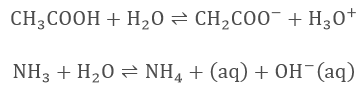 CH₃COOH + H₂O ⇌ CH₂COO⁻ + H₃O⁺
NH₃ + H₂O ⇌ NH₄ + (aq) + OH⁻(aq)